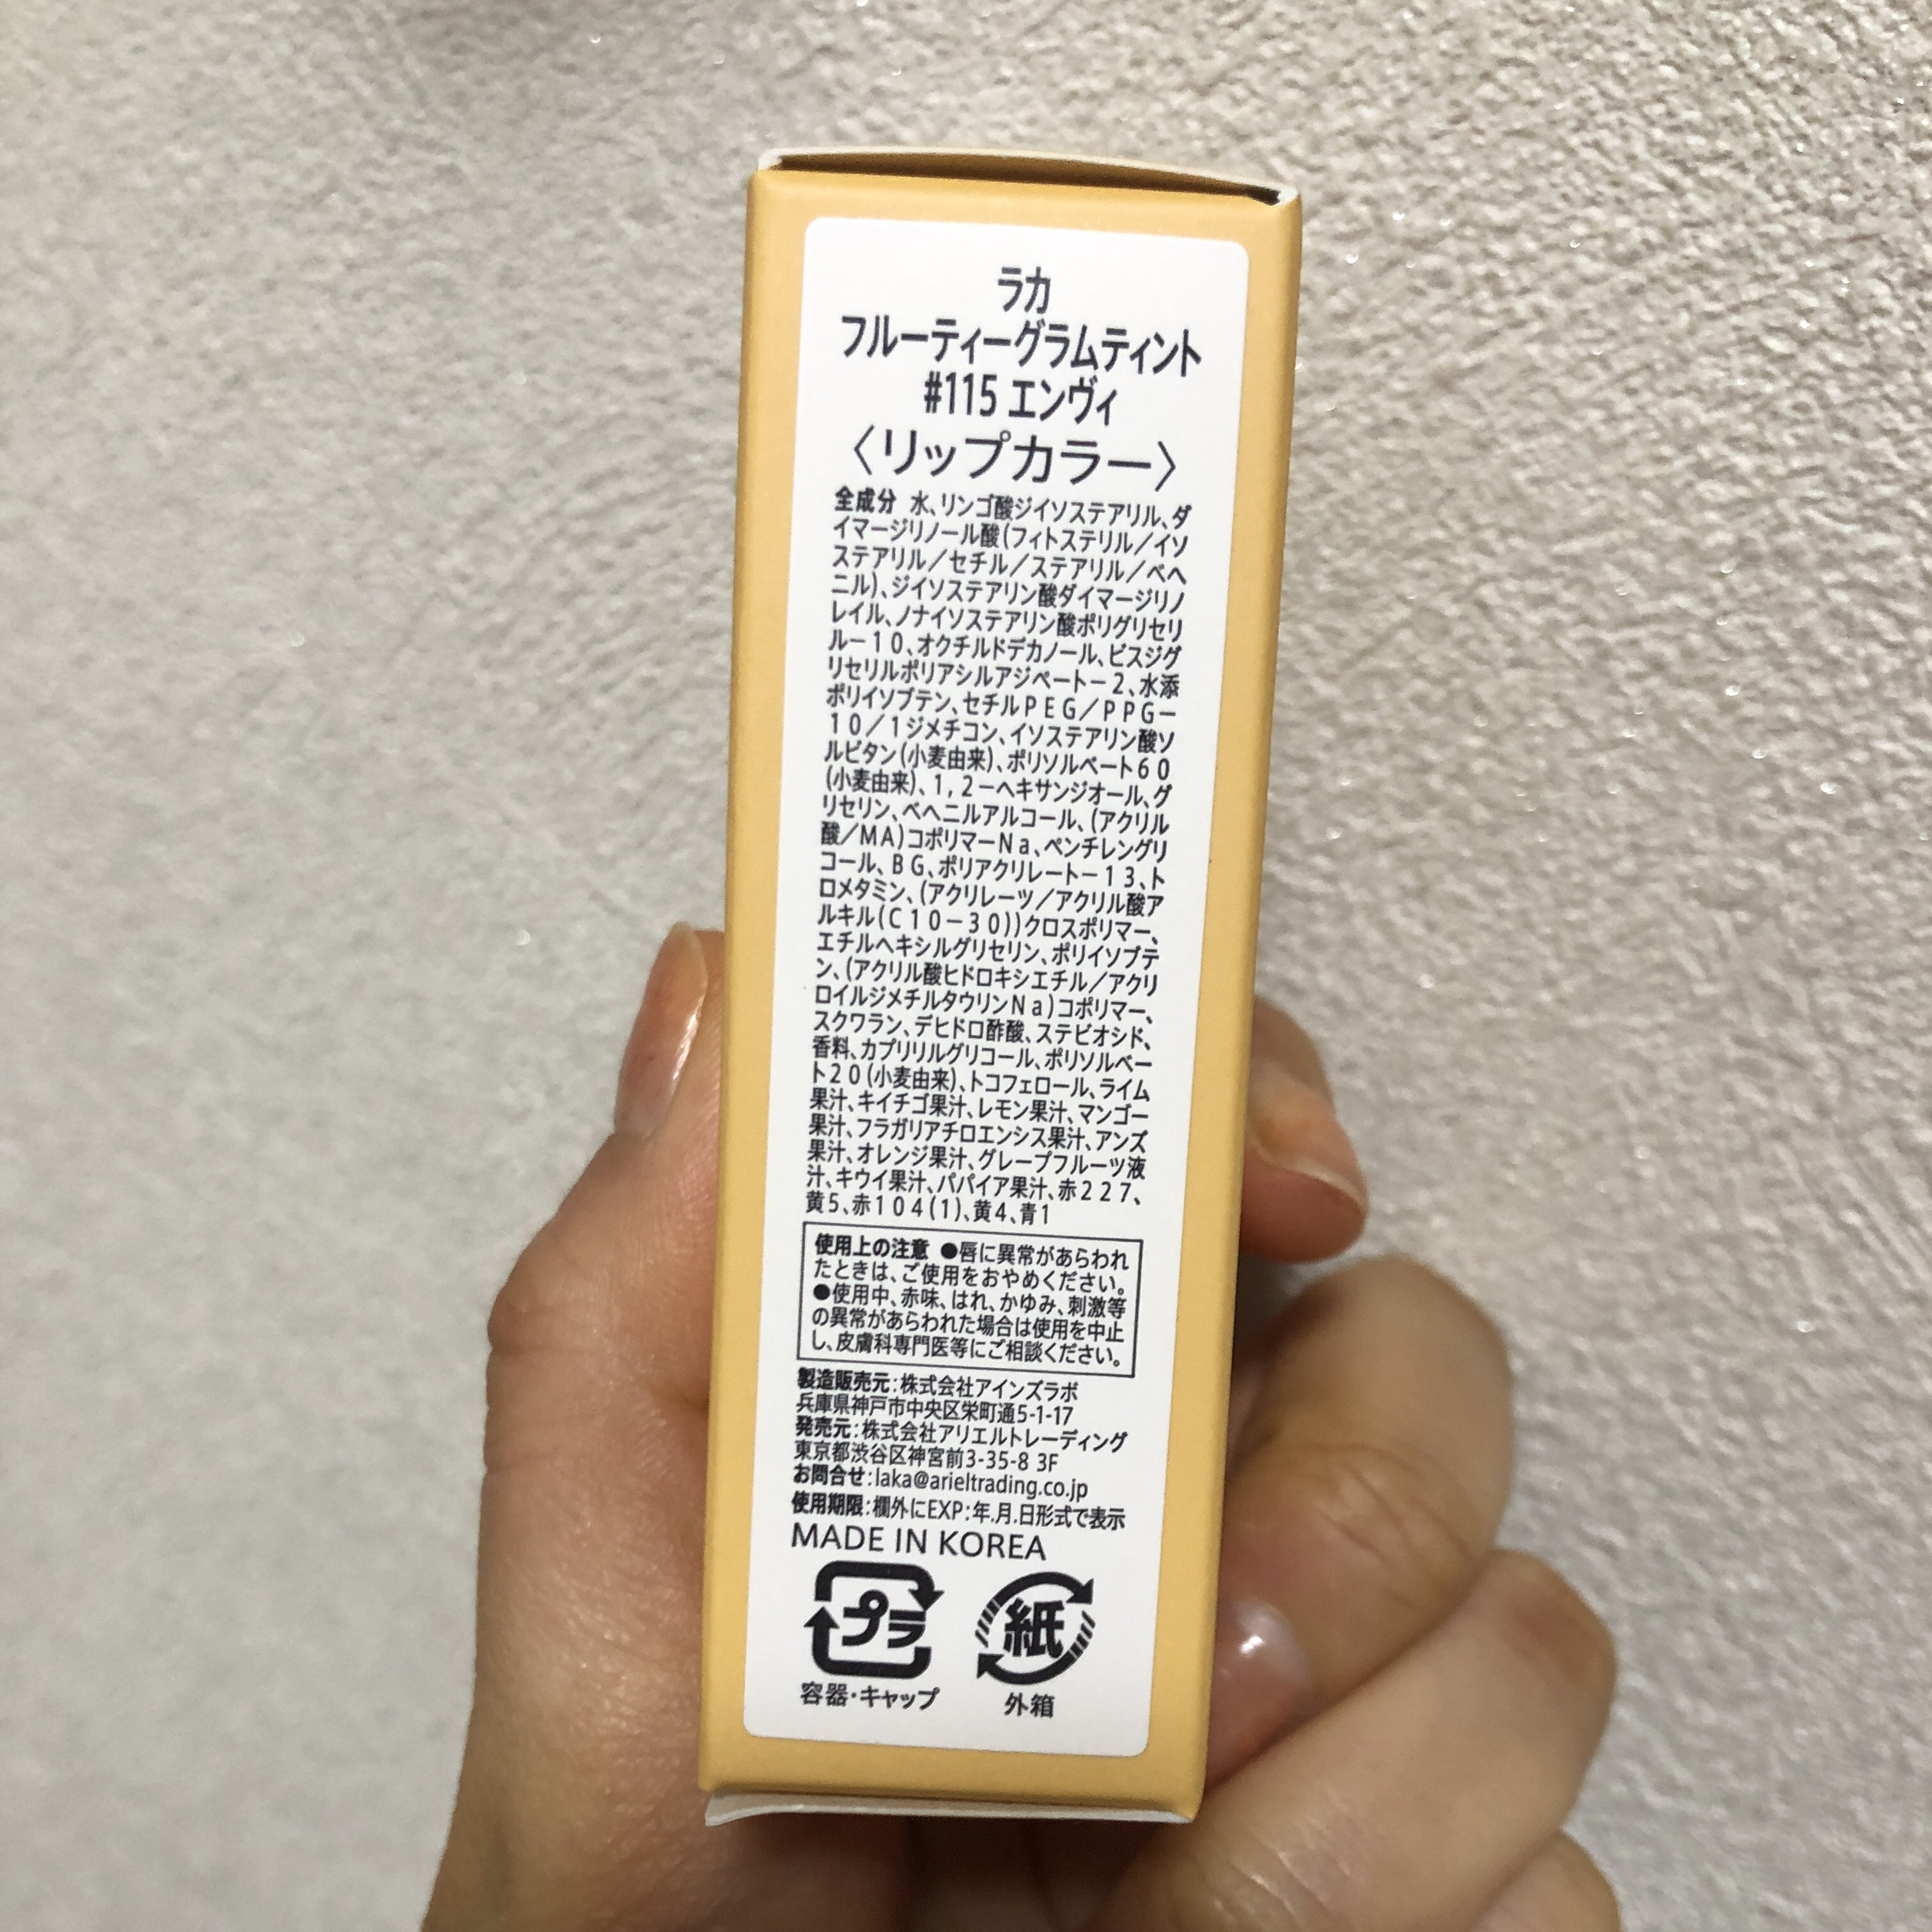 ラカ
フルーティーグラムティント
#115 エンヴィ
〈リップカラー〉
全成分 水、リンゴ酸ジイソステアリル、ダ
イマージリノール酸(フィトステリル／イソ
ステアリル／セチル／ステアリル／ベヘ
ニル)、ジイソステアリン酸ダイマージリノ
レイル、ノナイソステアリン酸ポリグリセリ
ル－10、オクチルドデカノール、ビスジグ
リセリルポリアシルアジペート－2、水添
ポリイソブテン、セチルPEG／PPG－
10／1ジメチコン、イソステアリン酸ソ
ルビタン(小麦由来)、ポリソルベート60
(小麦由来)、1,2－ヘキサンジオール、グ
リセリン、ベヘニルアルコール、(アクリル
酸／MA)コポリマーNa、ペンチレングリ
コール、BG、ポリアクリレート－13、ト
ロメタミン、(アクリレーツ／アクリル酸ア
ルキル(C10－30))クロスポリマー、
エチルヘキシルグリセリン、ポリイソブテ
ン、(アクリル酸ヒドロキシエチル／アクリ
ロイルジメチルタウリンNa)コポリマー、
スクワラン、デヒドロ酢酸、ステビオシド、
香料、カプリリルグリコール、ポリソルベー
ト20(小麦由来)、トコフェロール、ライム
果汁、キイチゴ果汁、レモン果汁、マンゴー
果汁、フラガリアチロエンシス果汁、アンズ
果汁、オレンジ果汁、グレープフルーツ液
汁、キウイ果汁、パパイア果汁、赤227、
黄5、赤104(1)、黄4、青1
使用上の注意 ●唇に異常があらわれ
たときは、ご使用をおやめください。
●使用中、赤味、はれ、かゆみ、刺激等
の異常があらわれた場合は使用を中止
し、皮膚科専門医等にご相談ください。
製造販売元:株式会社アインズラボ
兵庫県神戸市中央区栄町通5-1-17
発売元:株式会社アリエルトレーディング
東京都渋谷区神宮前3-35-8 3F
お問合せ:laka@arieltrading.co.jp
使用期限:欄外にEXP:年.月.日形式で表示
MADE IN KOREA
プラ 紙
容器・キャップ 外箱